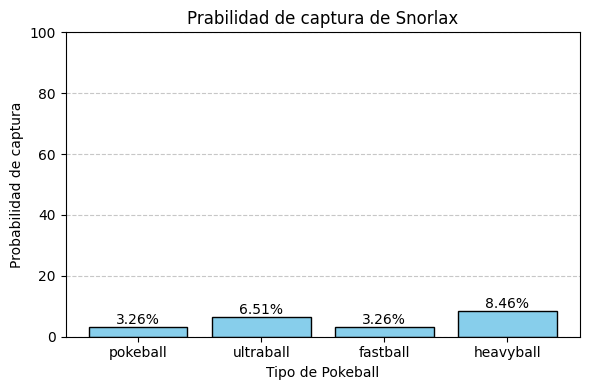 Prabilidad de captura de Snorlax
Probabilidad de captura
100
80
60
40
20
0
3.26%
6.51%
3.26%
8.46%
pokeball
ultraball
fastball
heavyball
Tipo de Pokeball